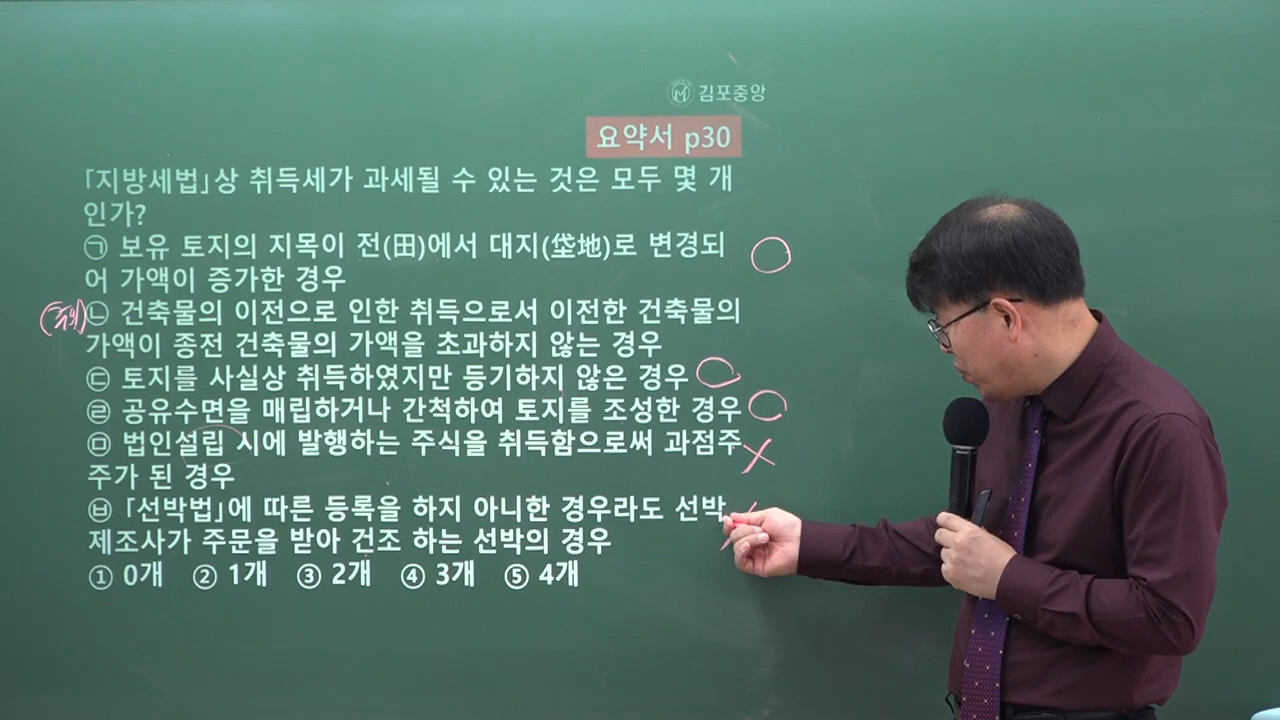 김포중앙
요약서 p30
「지방세법」상 취득세가 과세될 수 있는 것은 모두 몇 개
인가?
㉠ 보유 토지의 지목이 전(田)에서 대지(垈地)로 변경되
어 가액이 증가한 경우
(주의)㉡ 건축물의 이전으로 인한 취득으로서 이전한 건축물의
가액이 종전 건축물의 가액을 초과하지 않는 경우
㉢ 토지를 사실상 취득하였지만 등기하지 않은 경우
㉣ 공유수면을 매립하거나 간척하여 토지를 조성한 경우
㉤ 법인설립 시에 발행하는 주식을 취득함으로써 과점주
주가 된 경우
㉥ 「선박법」에 따른 등록을 하지 아니한 경우라도 선박
제조사가 주문을 받아 건조 하는 선박의 경우
① 0개 ② 1개 ③ 2개 ④ 3개 ⑤ 4개